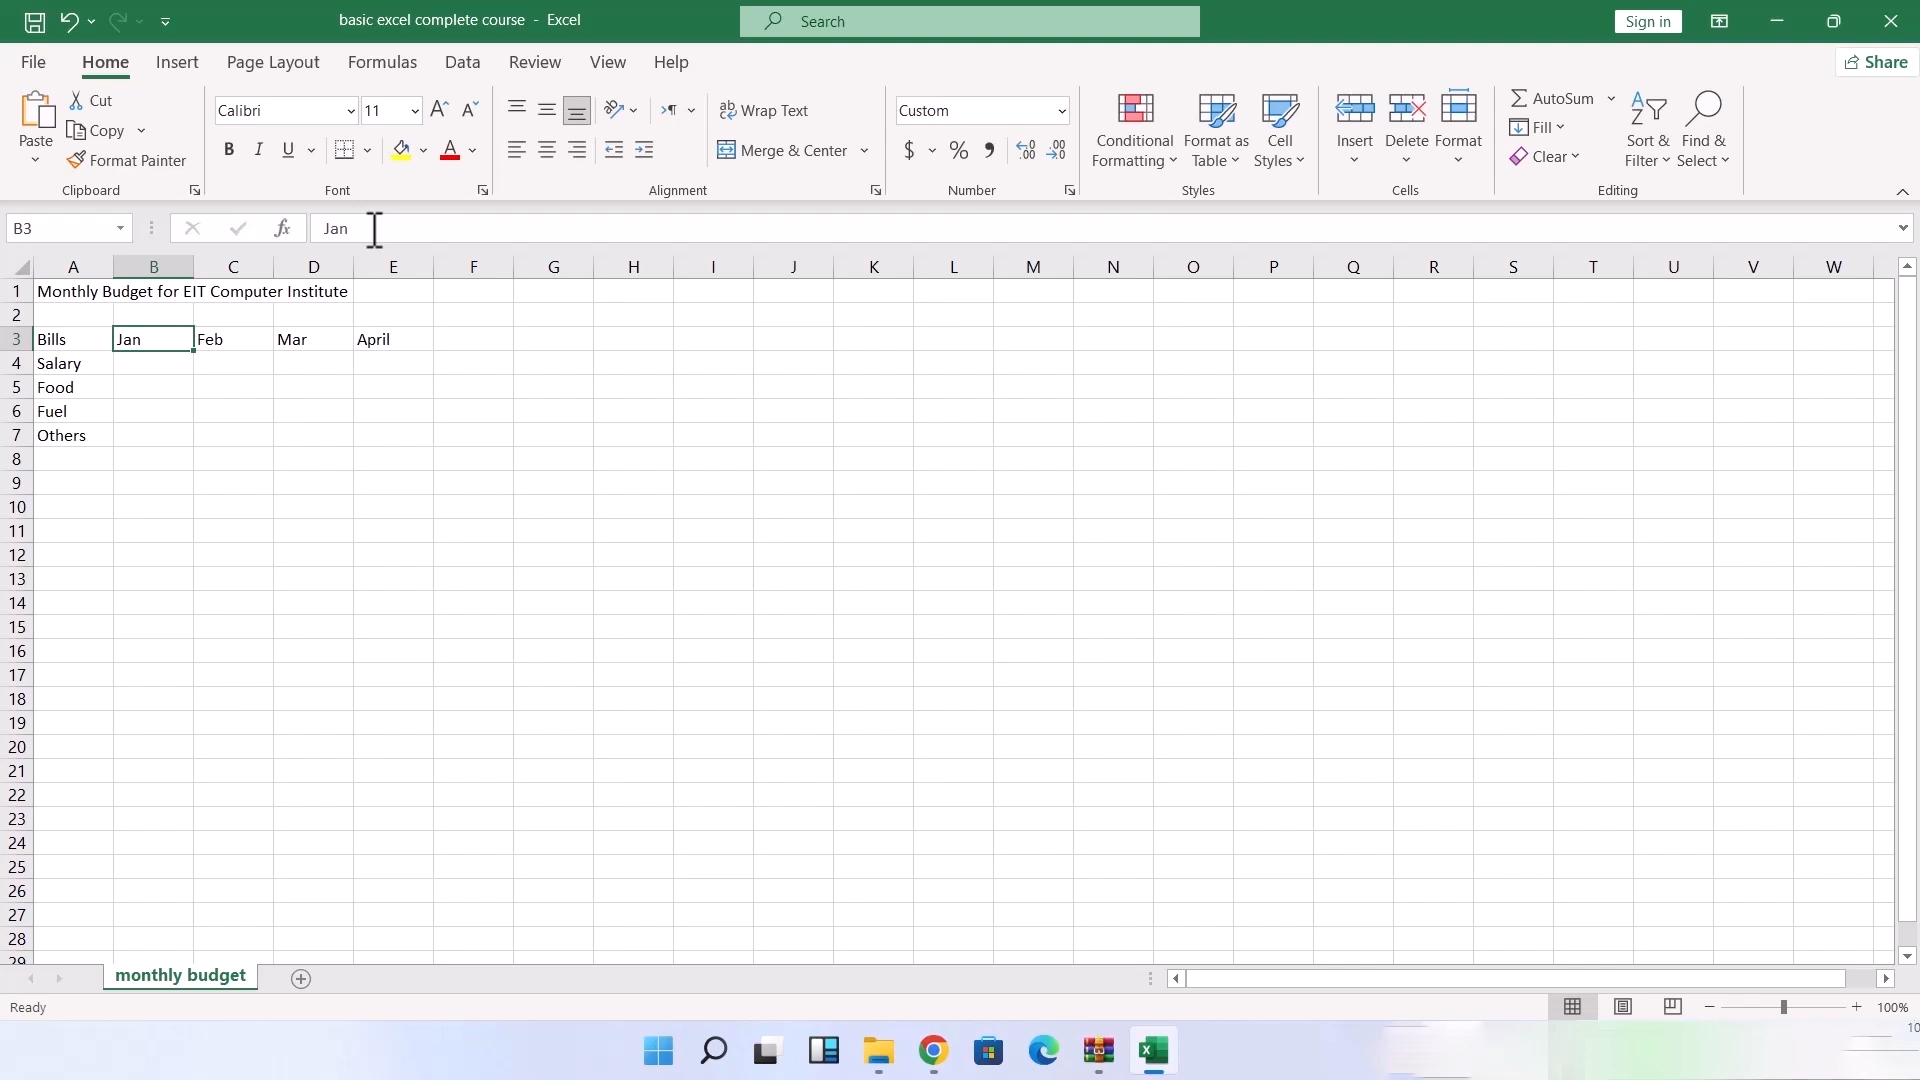 basic excel complete course - Excel
Search
Sign in
File Home Insert Page Layout Formulas Data Review View Help
Share
Paste
Cut
Copy
Format Painter
Clipboard
Calibri 11
B I U
Font
Wrap Text
Merge & Center
Alignment
Custom
$ % 9
Number
Conditional Formatting
Format as Table
Cell Styles
Styles
Insert Delete Format
Cells
AutoSum
Fill
Clear
Sort & Filter
Find & Select
Editing
B3 fx Jan
A B C D E F G H I J K L M N O P Q R S T U V W
1 Monthly Budget for EIT Computer Institute
2
3 Bills Jan Feb Mar April
4 Salary
5 Food
6 Fuel
7 Others
8
9
10
11
12
13
14
15
16
17
18
19
20
21
22
23
24
25
26
27
28
29
monthly budget
Ready
100%
10